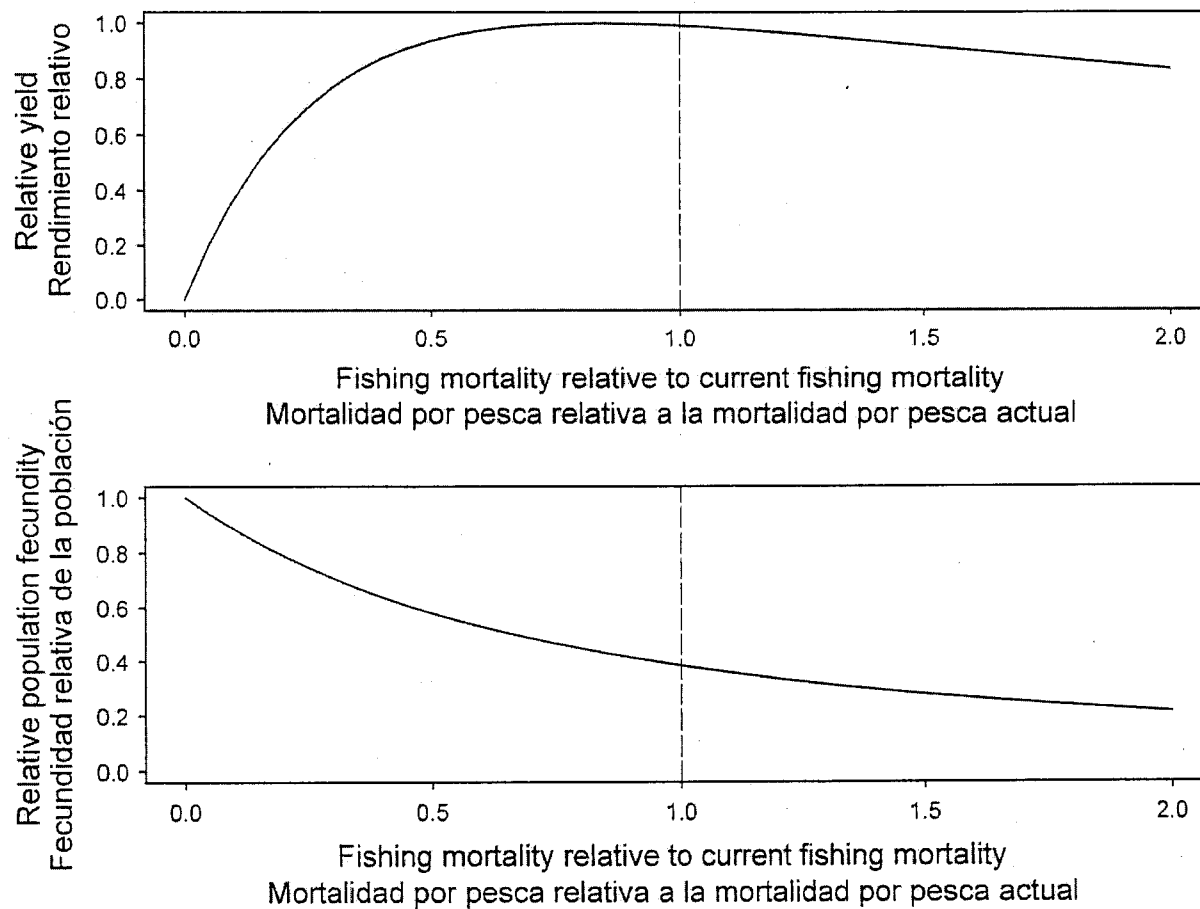 Relative yield
Rendimiento relativo
1.0
0.8
0.6
0.4
0.2
0.0
0.0 0.5 1.0 1.5 2.0
Fishing mortality relative to current fishing mortality
Mortalidad por pesca relativa a la mortalidad por pesca actual
Relative population fecundity
Fecundidad relativa de la población
1.0
0.8
0.6
0.4
0.2
0.0
0.0 0.5 1.0 1.5 2.0
Fishing mortality relative to current fishing mortality
Mortalidad por pesca relativa a la mortalidad por pesca actual